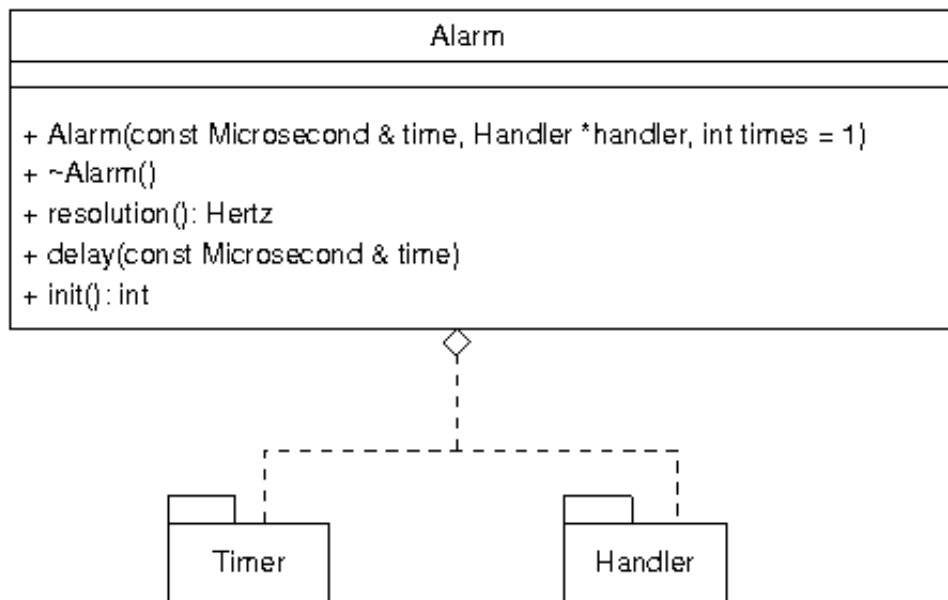 Alarm
+ Alarm(const Microsecond & time, Handler *handler, int times = 1)
+ ~Alarm()
+ resolution(): Hertz
+ delay(const Microsecond & time)
+ init(): int
Timer
Handler